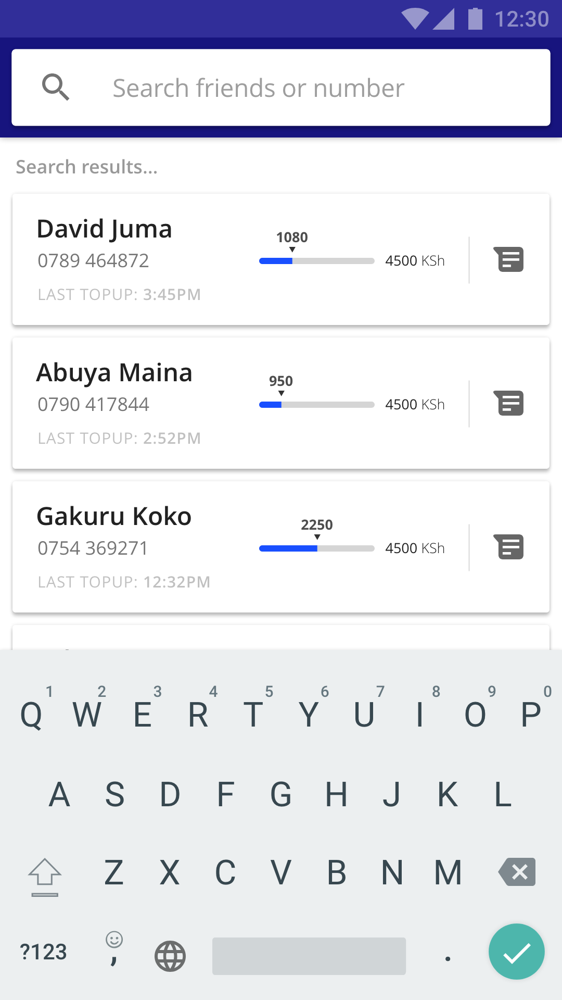 12:30
Search friends or number
Search results...
David Juma
1080
0789 464872
4500 KSh
LAST TOPUP: 3:45PM
Abuya Maina
950
0790 417844
4500 KSh
LAST TOPUP: 2:52PM
Gakuru Koko
2250
0754 369271
4500 KSh
LAST TOPUP: 12:32PM
1 2 3 4 5 6 7 8 9 0
Q W E R T Y U I O P
A S D F G H J K L
Z X C V B N M
?123 , .